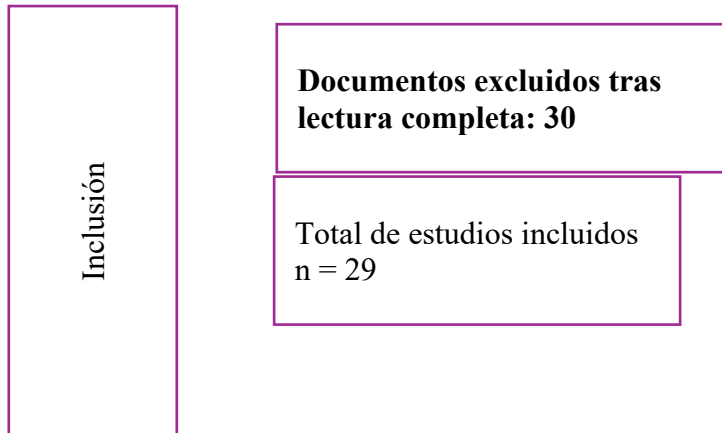 Inclusión
Documentos excluidos tras
lectura completa: 30
Total de estudios incluidos
n = 29